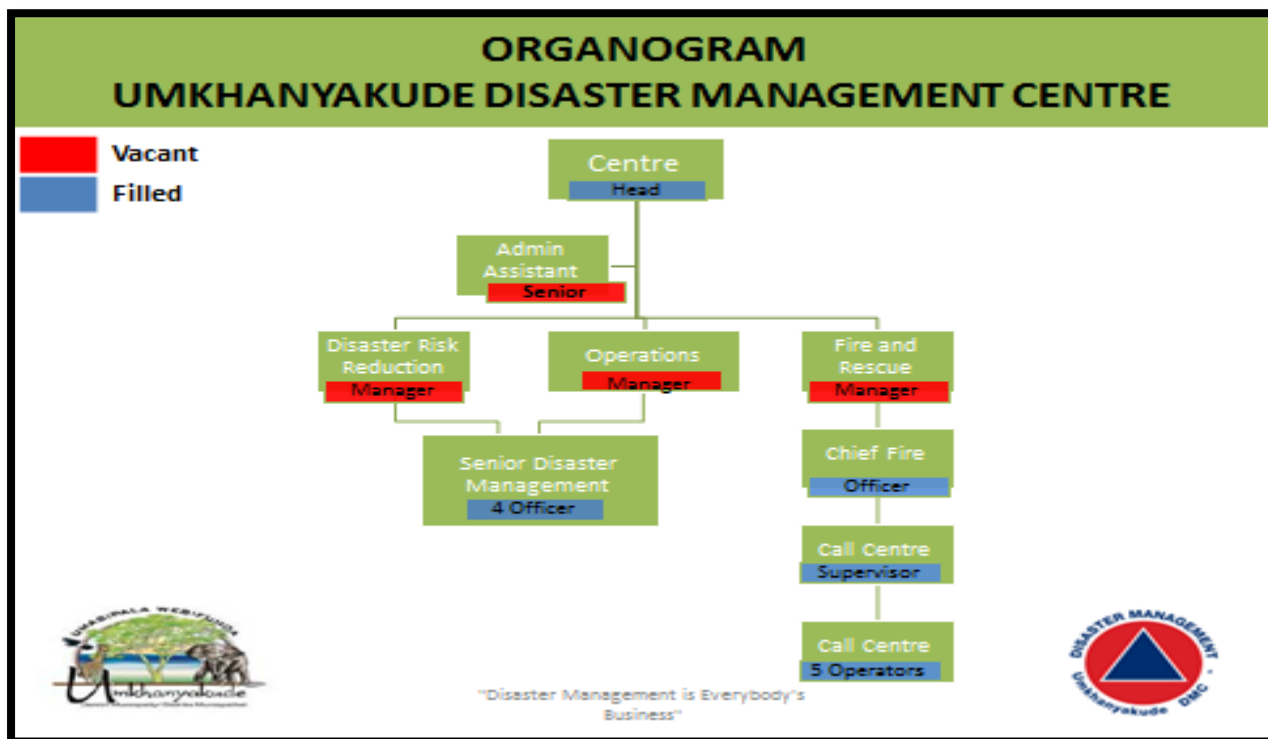 ORGANOGRAM
UMKHANYAKUDE DISASTER MANAGEMENT CENTRE
Vacant
Filled
Centre
Head
Admin
Assistant
Senior
Disaster Risk
Reduction
Manager
Operations
Manager
Fire and
Rescue
Manager
Senior Disaster
Management
4 Officer
Chief Fire
Officer
Call Centre
Supervisor
Call Centre
5 Operators
Umkhanyakude
"Disaster Management is Everybody's
Business"
DISASTER MANAGEMENT
Umkhanyakude DMC